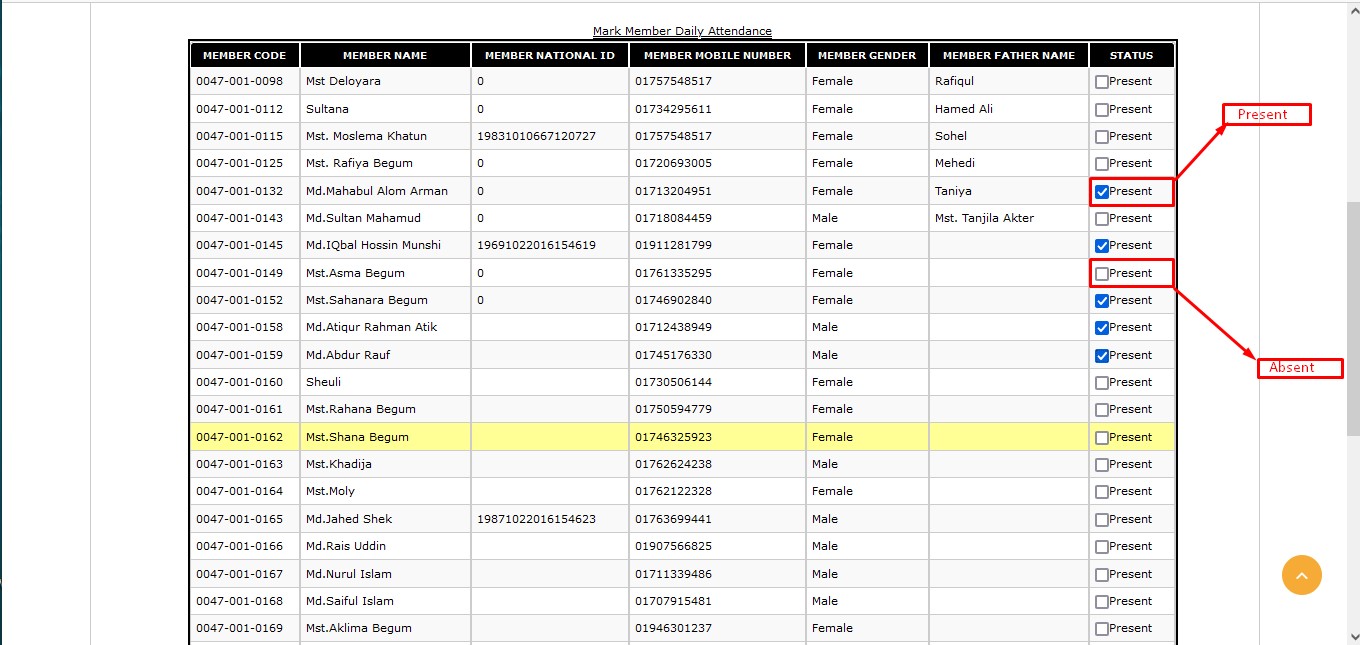 Mark Member Daily Attendance
MEMBER CODE MEMBER NAME MEMBER NATIONAL ID MEMBER MOBILE NUMBER MEMBER GENDER MEMBER FATHER NAME STATUS
0047-001-0098 Mst Deloyara 0 01757548517 Female Rafiqul Present
0047-001-0112 Sultana 0 01734295611 Female Hamed Ali Present
Present
0047-001-0115 Mst. Moslema Khatun 19831010667120727 01757548517 Female Sohel Present
0047-001-0125 Mst. Rafiya Begum 0 01720693005 Female Mehedi Present
0047-001-0132 Md.Mahabul Alom Arman 0 01713204951 Female Taniya Present
0047-001-0143 Md.Sultan Mahamud 0 01718084459 Male Mst. Tanjila Akter Present
0047-001-0145 Md.IQbal Hossin Munshi 19691022016154619 01911281799 Female Present
0047-001-0149 Mst.Asma Begum 0 01761335295 Female Present
0047-001-0152 Mst.Sahanara Begum 0 01746902840 Female Present
0047-001-0158 Md.Atiqur Rahman Atik 01712438949 Male Present
0047-001-0159 Md.Abdur Rauf 01745176330 Male Present
Absent
0047-001-0160 Sheuli 01730506144 Female Present
0047-001-0161 Mst.Rahana Begum 01750594779 Female Present
0047-001-0162 Mst.Shana Begum 01746325923 Female Present
0047-001-0163 Mst.Khadija 01762624238 Male Present
0047-001-0164 Mst.Moly 01762122328 Female Present
0047-001-0165 Md.Jahed Shek 19871022016154623 01763699441 Male Present
0047-001-0166 Md.Rais Uddin 01907566825 Male Present
0047-001-0167 Md.Nurul Islam 01711339486 Male Present
0047-001-0168 Md.Saiful Islam 01707915481 Male Present
0047-001-0169 Mst.Aklima Begum 01946301237 Female Present